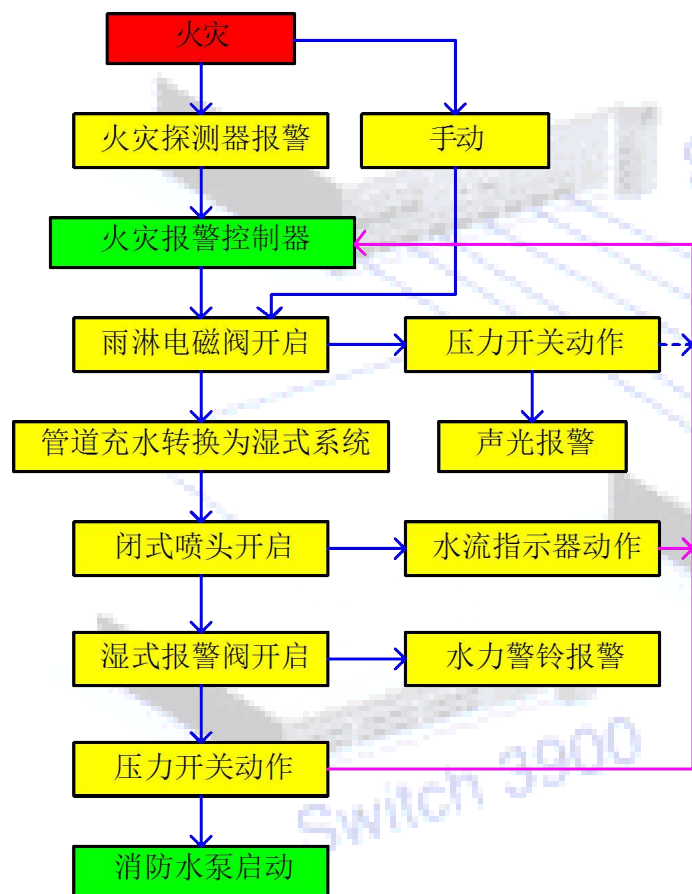 火灾
火灾探测器报警
手动
火灾报警控制器
雨淋电磁阀开启
压力开关动作
管道充水转换为湿式系统
声光报警
闭式喷头开启
水流指示器动作
湿式报警阀开启
水力警铃报警
压力开关动作
Switch 3900
消防水泵启动